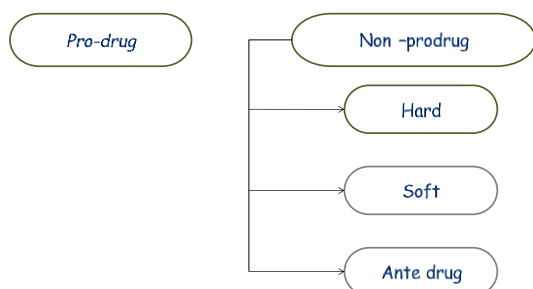 Pro-drug
Non –prodrug
Hard
Soft
Ante drug